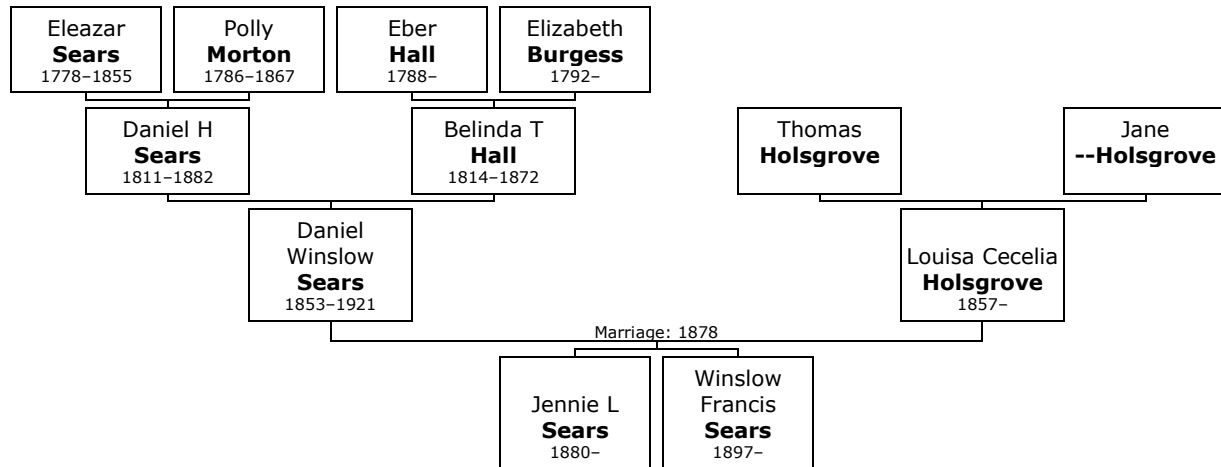 Eleazar
Sears
1778–1855
Polly
Morton
1786–1867
Eber
Hall
1788–
Elizabeth
Burgess
1792–
Daniel H
Sears
1811–1882
Belinda T
Hall
1814–1872
Thomas
Holsgrove
Jane
--Holsgrove
Daniel
Winslow
Sears
1853–1921
Louisa Cecelia
Holsgrove
1857–
Marriage: 1878
Jennie L
Sears
1880–
Winslow
Francis
Sears
1897–